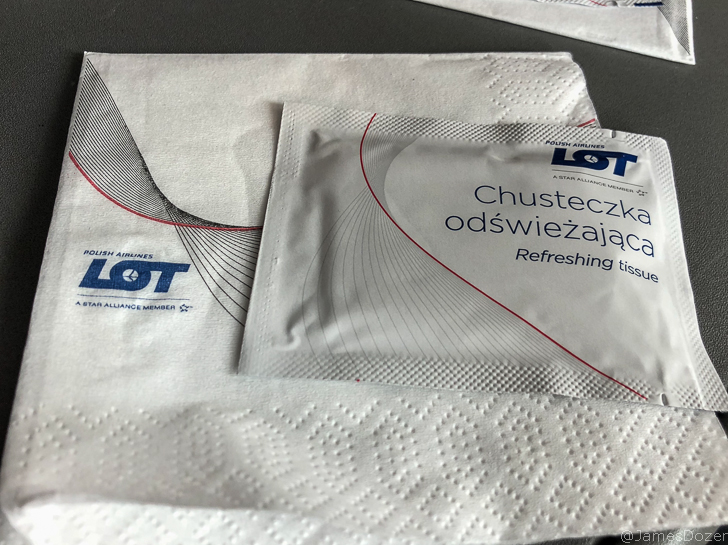 POLISH AIRLINES
LOT
A STAR ALLIANCE MEMBER
POLISH AIRLINES
LOT
A STAR ALLIANCE MEMBER
Chusteczka
odświeżająca
Refreshing tissue
@JamesDozer